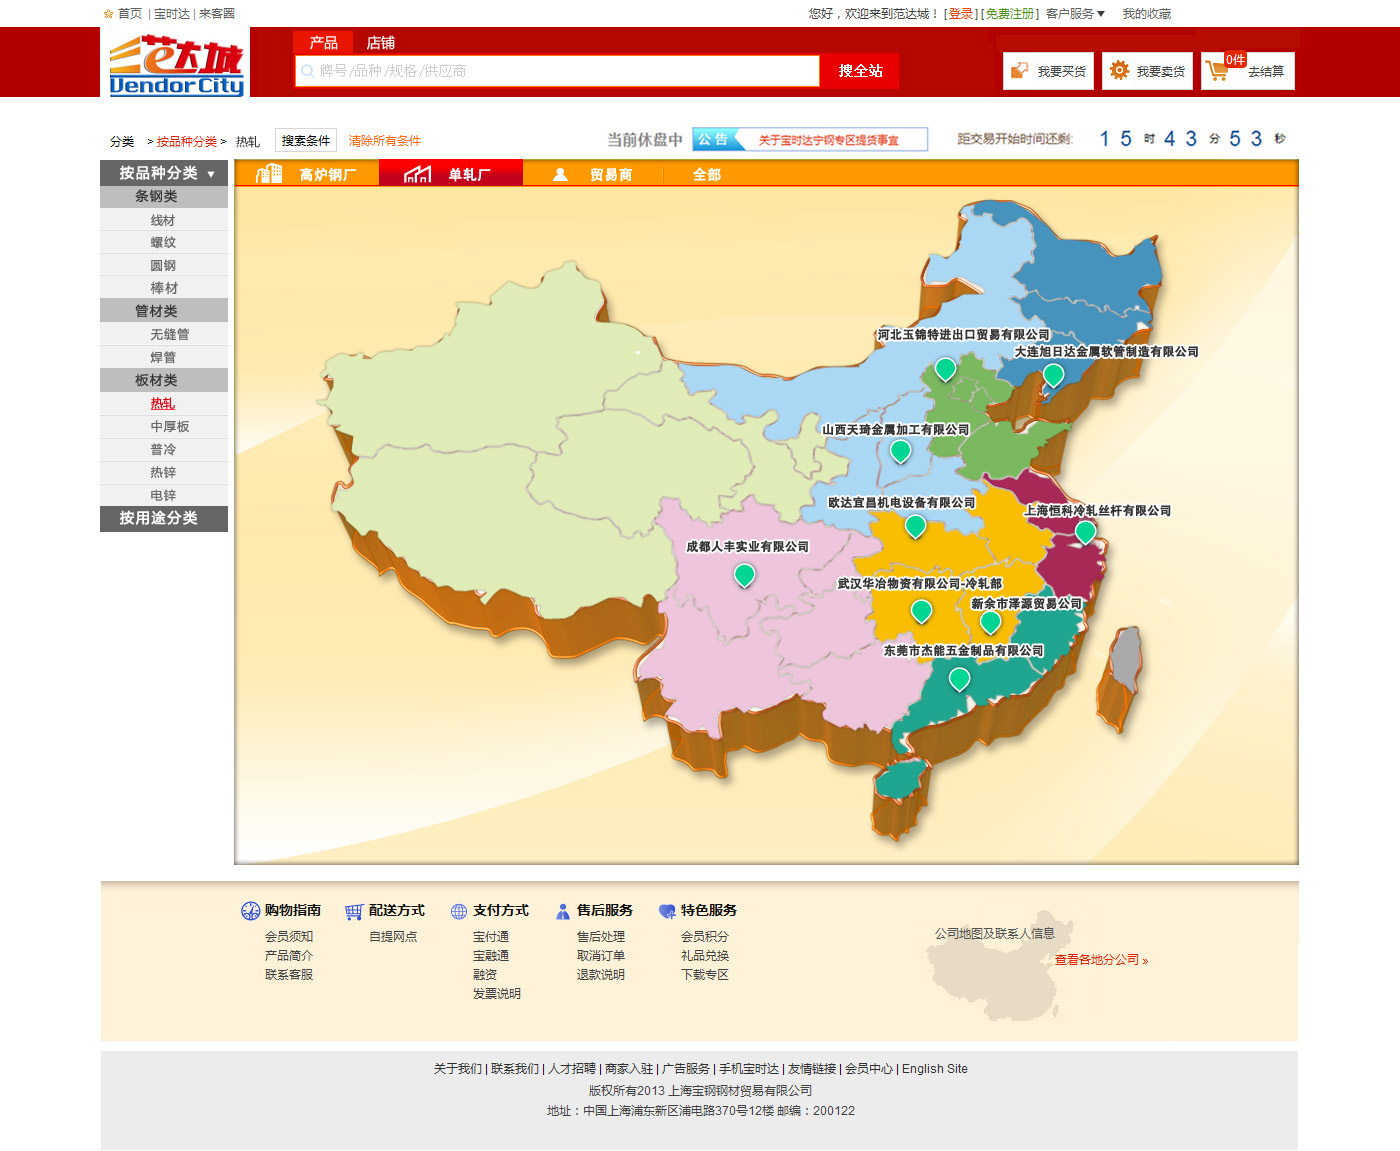 首页 | 宝时达 | 来客圈
您好，欢迎来到范达城！ [登录] [免费注册] 客户服务 我的收藏
范达城
VendorCity
产品 店铺
牌号/品种 /规格/供应商
搜全站
我要买货
我要卖货
0件
去结算
分类 > 按品种分类 > 热轧 搜索条件 清除所有条件
当前休盘中
公 告 关于宝时达宁钢专区提货事宜
距交易开始时间还剩: 1 5 时 4 3 分 5 3 秒
按品种分类
条钢类
线材
螺纹
圆钢
棒材
管材类
无缝管
焊管
板材类
热轧
中厚板
普冷
热锌
电锌
按用途分类
高炉钢厂 单轧厂 贸易商 全部
河北玉锦特进出口贸易有限公司
大连旭日达金属软管制造有限公司
山西天琦金属加工有限公司
欧达宜昌机电设备有限公司
上海恒科冷轧丝杆有限公司
成都人丰实业有限公司
武汉华冶物资有限公司-冷轧部
新余市泽源贸易公司
东莞市杰能五金制品有限公司
购物指南
会员须知
产品简介
联系客服
配送方式
自提网点
支付方式
宝付通
宝融通
融资
发票说明
售后服务
售后处理
取消订单
退款说明
特色服务
会员积分
礼品兑换
下载专区
公司地图及联系人信息
查看各地分公司 »
关于我们 | 联系我们 | 人才招聘 | 商家入驻 | 广告服务 | 手机宝时达 | 友情链接 | 会员中心 | English Site
版权所有2013 上海宝钢钢材贸易有限公司
地址：中国上海浦东新区浦电路370号12楼 邮编：200122